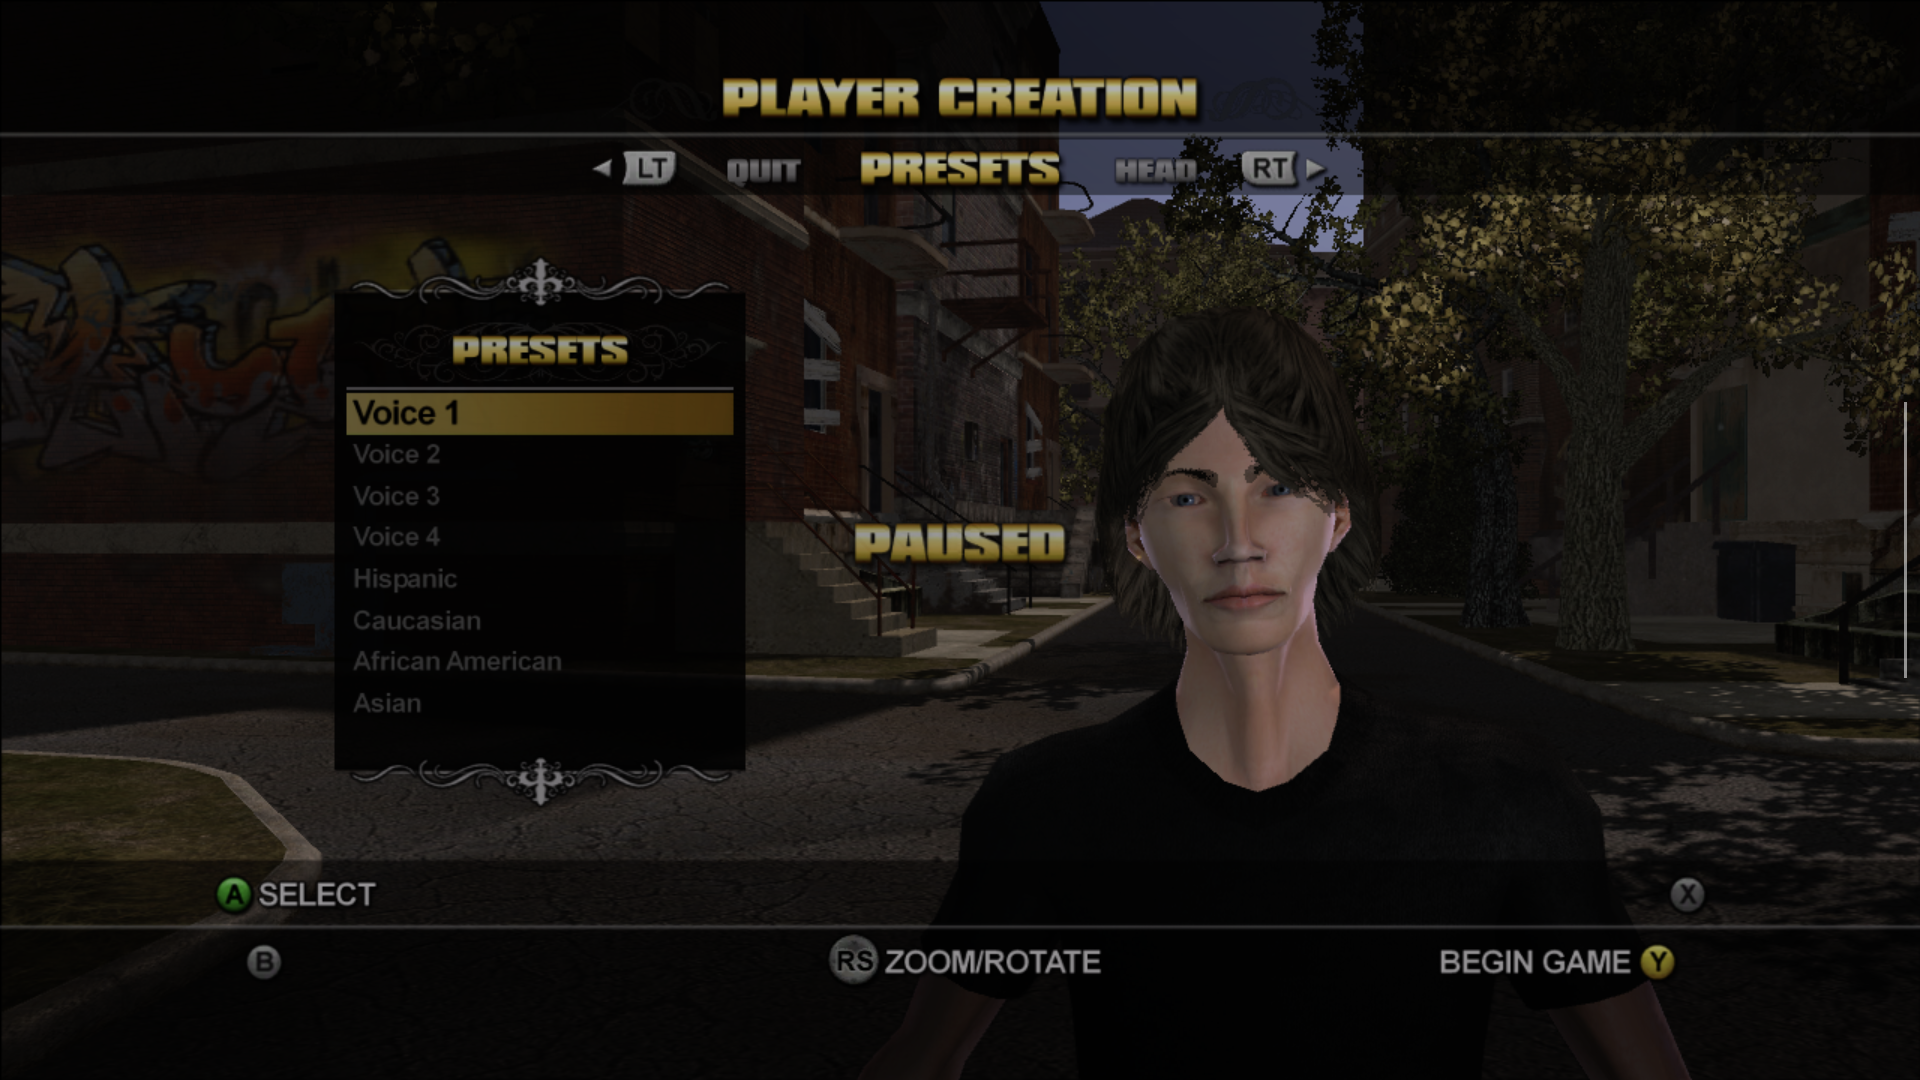 PLAYER CREATION
LT QUIT PRESETS HEAD RT
PRESETS
Voice 1
Voice 2
Voice 3
Voice 4
Hispanic
Caucasian
African American
Asian
PAUSED
A SELECT
X
B
RS ZOOM/ROTATE
BEGIN GAME Y